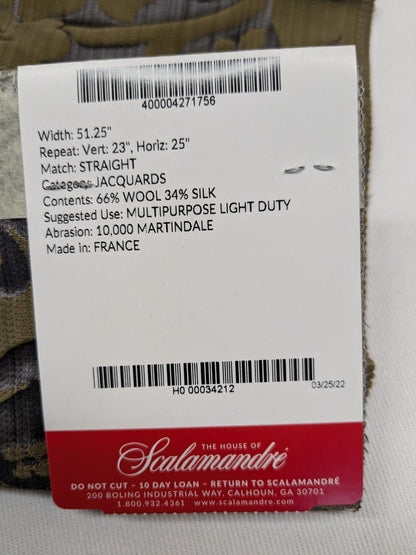 400004271756
Width: 51.25"
Repeat: Vert: 23", Horiz: 25"
Match: STRAIGHT
Category: JACQUARDS
Contents: 66% WOOL 34% SILK
Suggested Use: MULTIPURPOSE LIGHT DUTY
Abrasion: 10,000 MARTINDALE
Made in: FRANCE
H0 00034212
03/25/22
THE HOUSE OF
Scalamandré
DO NOT CUT - 10 DAY LOAN - RETURN TO SCALAMANDRÉ
200 BOLING INDUSTRIAL WAY, CALHOUN, GA 30701
1.800.932.4361 www.SCALAMANDRE.com